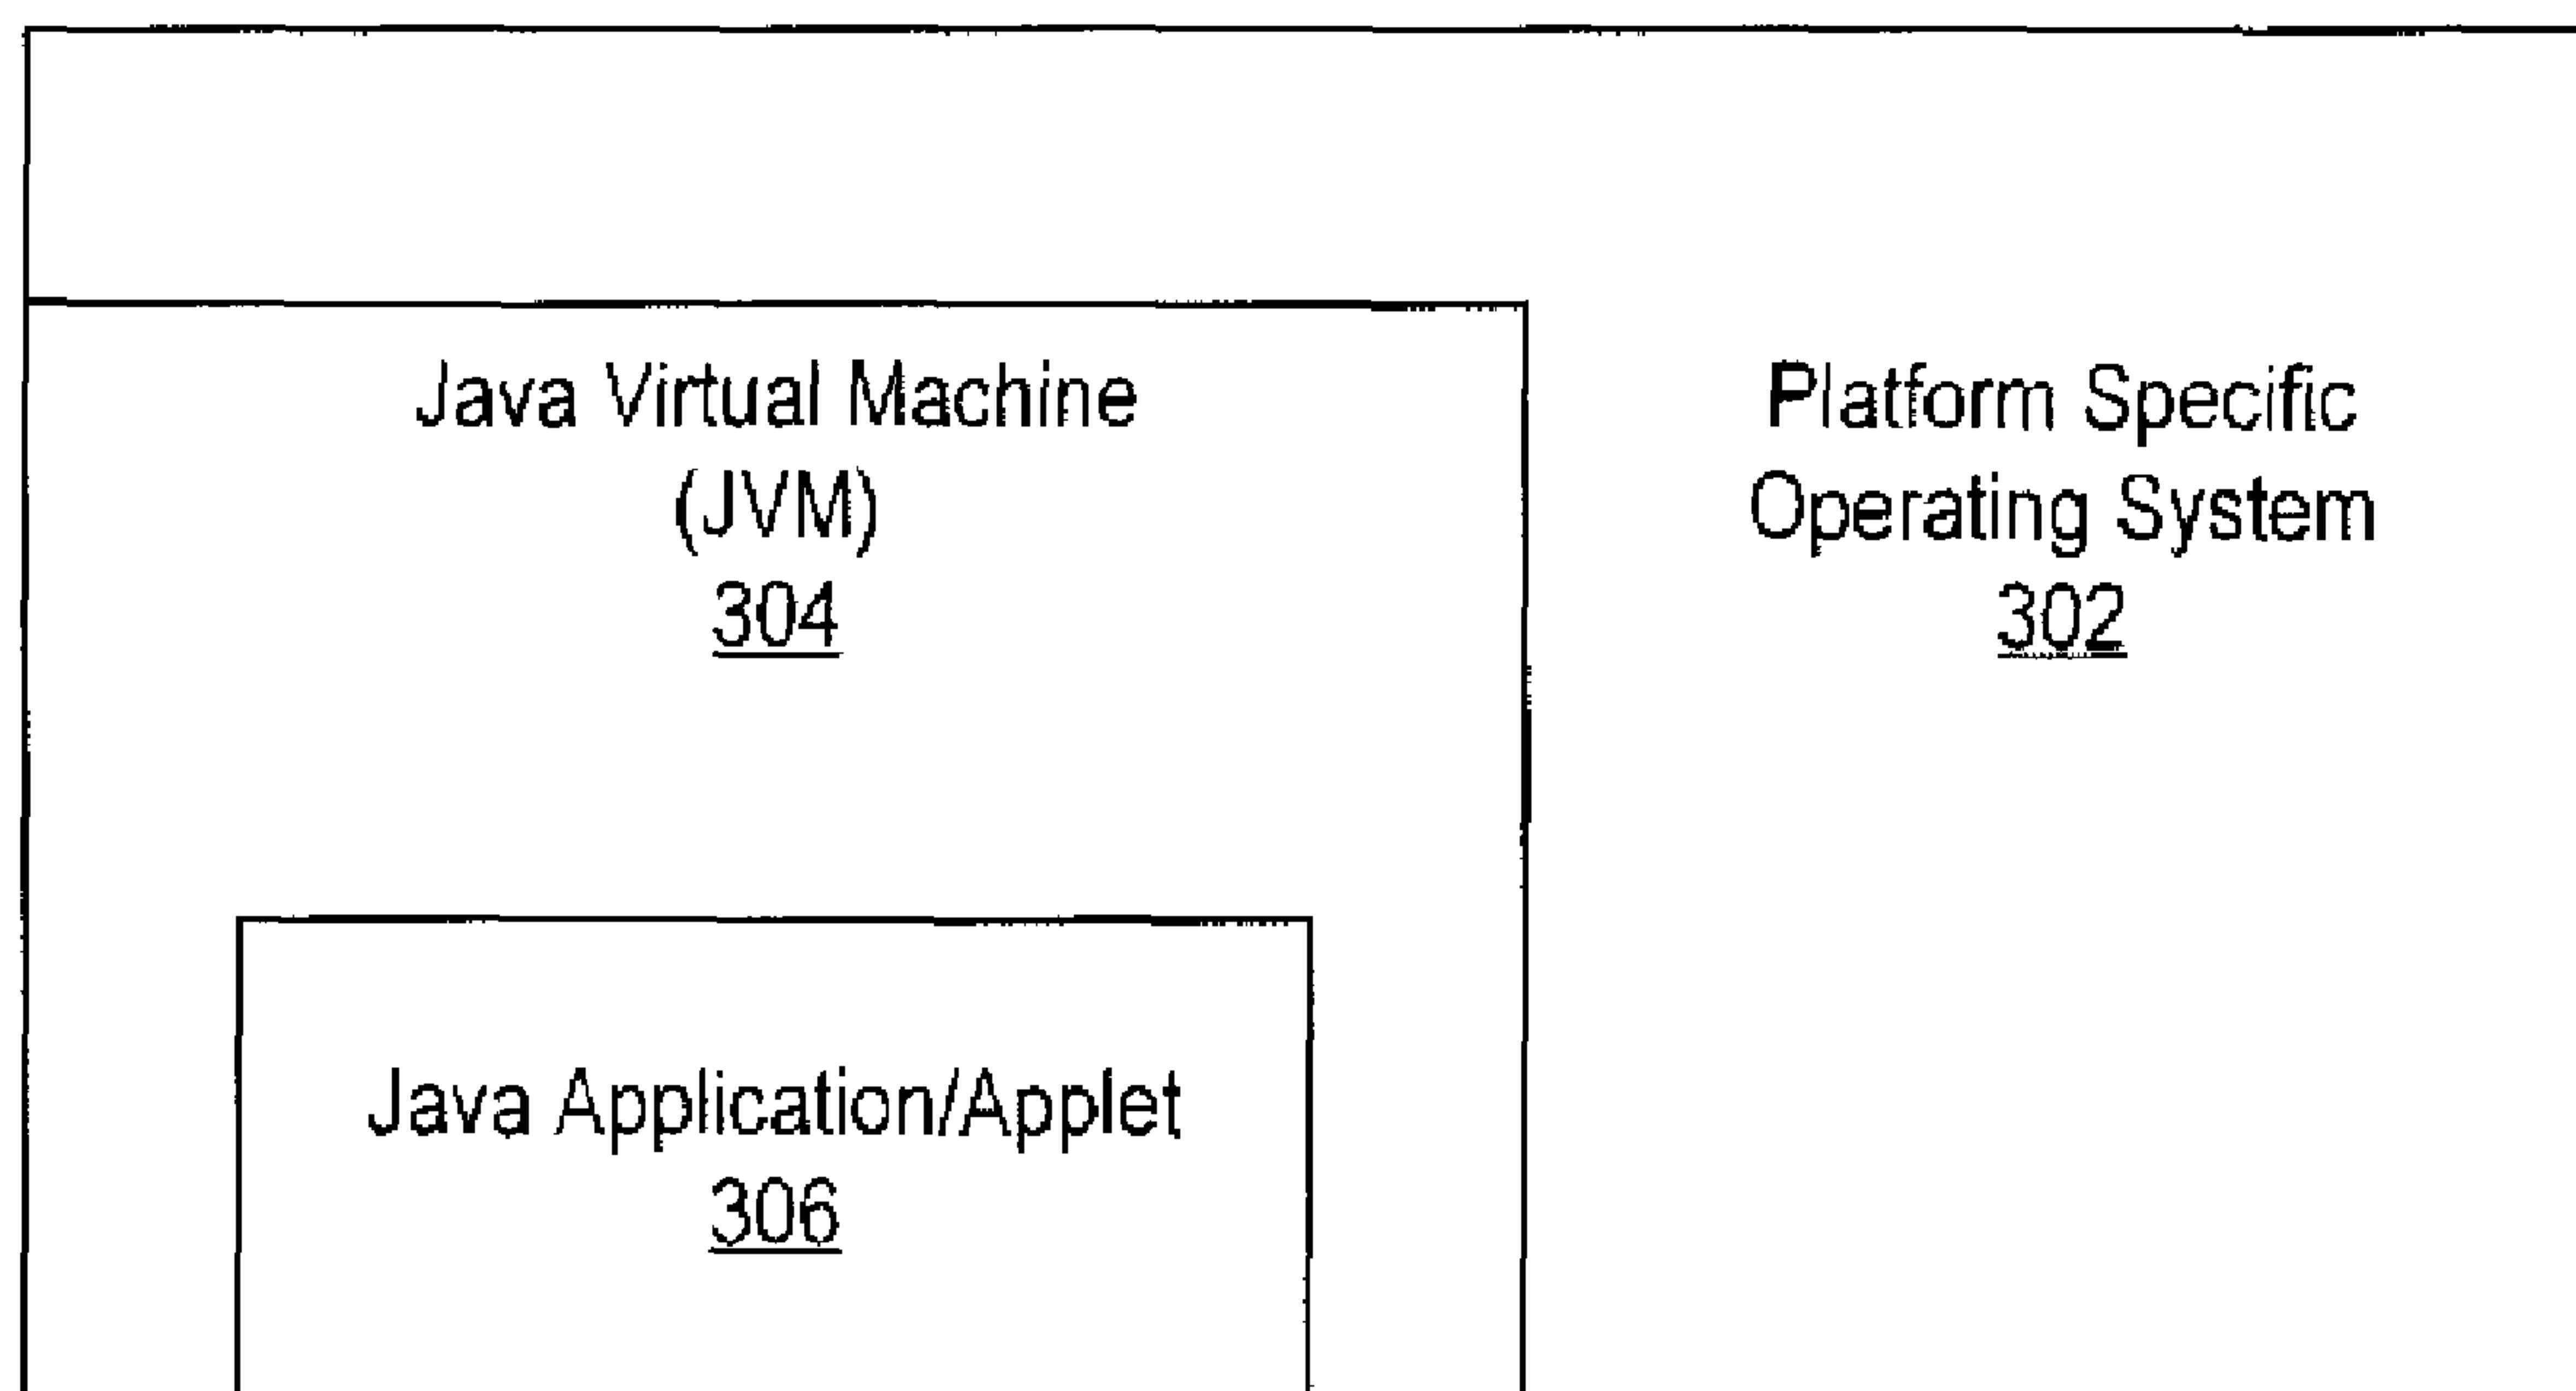 Java Virtual Machine
(JVM)
304
Platform Specific
Operating System
302
Java Application/Applet
306